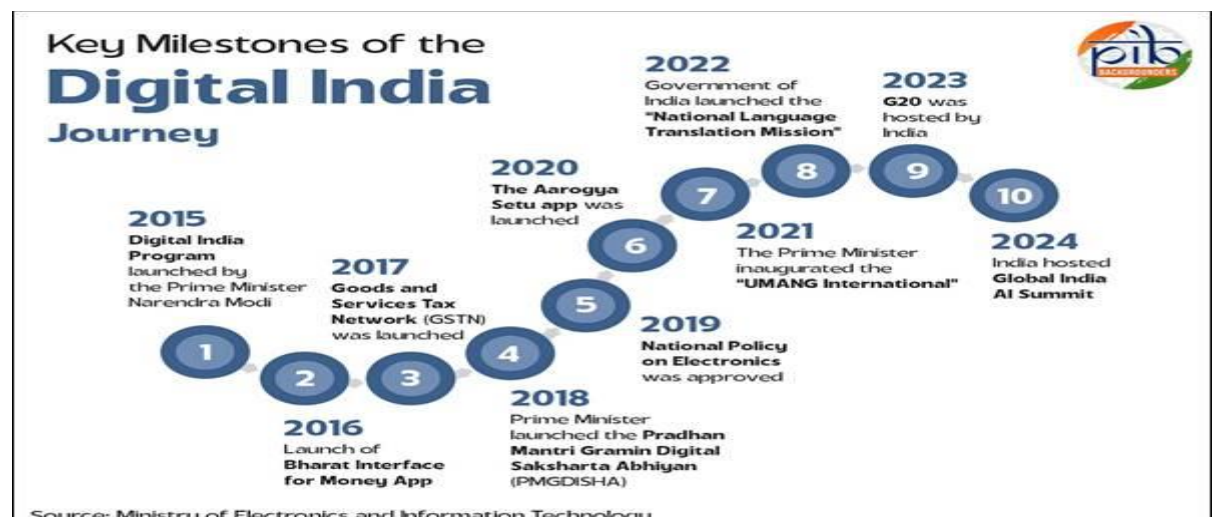 Key Milestones of the
Digital India
Journey
pib
BACKGROUNDERS
2015
Digital India
Program
launched by
the Prime Minister
Narendra Modi
1
2
2016
Launch of
Bharat Interface
for Money App
2017
Goods and
Services Tax
Network (GSTN)
was launched
3
4
2018
Prime Minister
launched the Pradhan
Mantri Gramin Digital
Saksharta Abhiyan
(PMGDISHA)
5
2019
National Policy
on Electronics
was approved
2020
The Aarogya
Setu app was
launched
6
7
2021
The Prime Minister
inaugurated the
"UMANG International"
2022
Government of
India launched the
"National Language
Translation Mission"
8
2023
G20 was
hosted by
India
9
10
2024
India hosted
Global India
AI Summit
Source: Ministry of Electronics and Information Technology